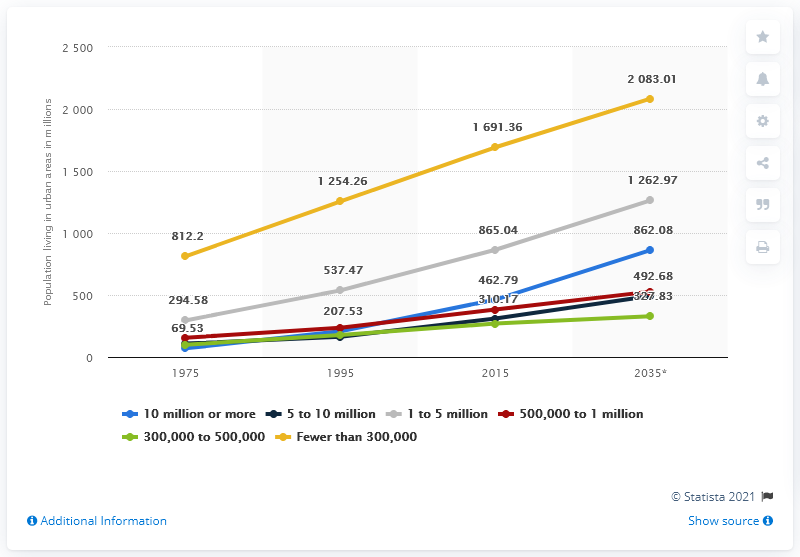 2 500
2 000
1 500
1 000
500
0
Population living in urban areas in millions
812.2
1 254.26
1 691.36
2 083.01
294.58
537.47
865.04
1 262.97
69.53
207.53
462.79
862.08
310.17
492.68
327.83
1975
1995
2015
2035*
10 million or more
5 to 10 million
1 to 5 million
500,000 to 1 million
300,000 to 500,000
Fewer than 300,000
© Statista 2021
Additional Information
Show source